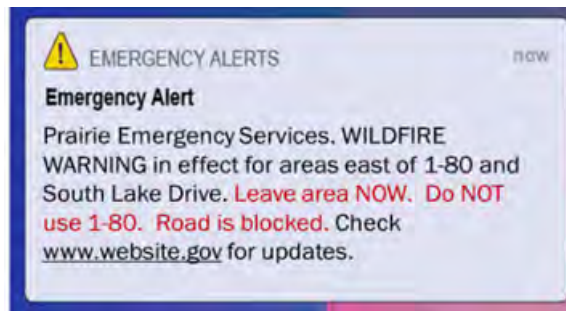 EMERGENCY ALERTS now
Emergency Alert
Prairie Emergency Services. WILDFIRE
WARNING in effect for areas east of 1-80 and
South Lake Drive. Leave area NOW. Do NOT
use 1-80. Road is blocked. Check
www.website.gov for updates.